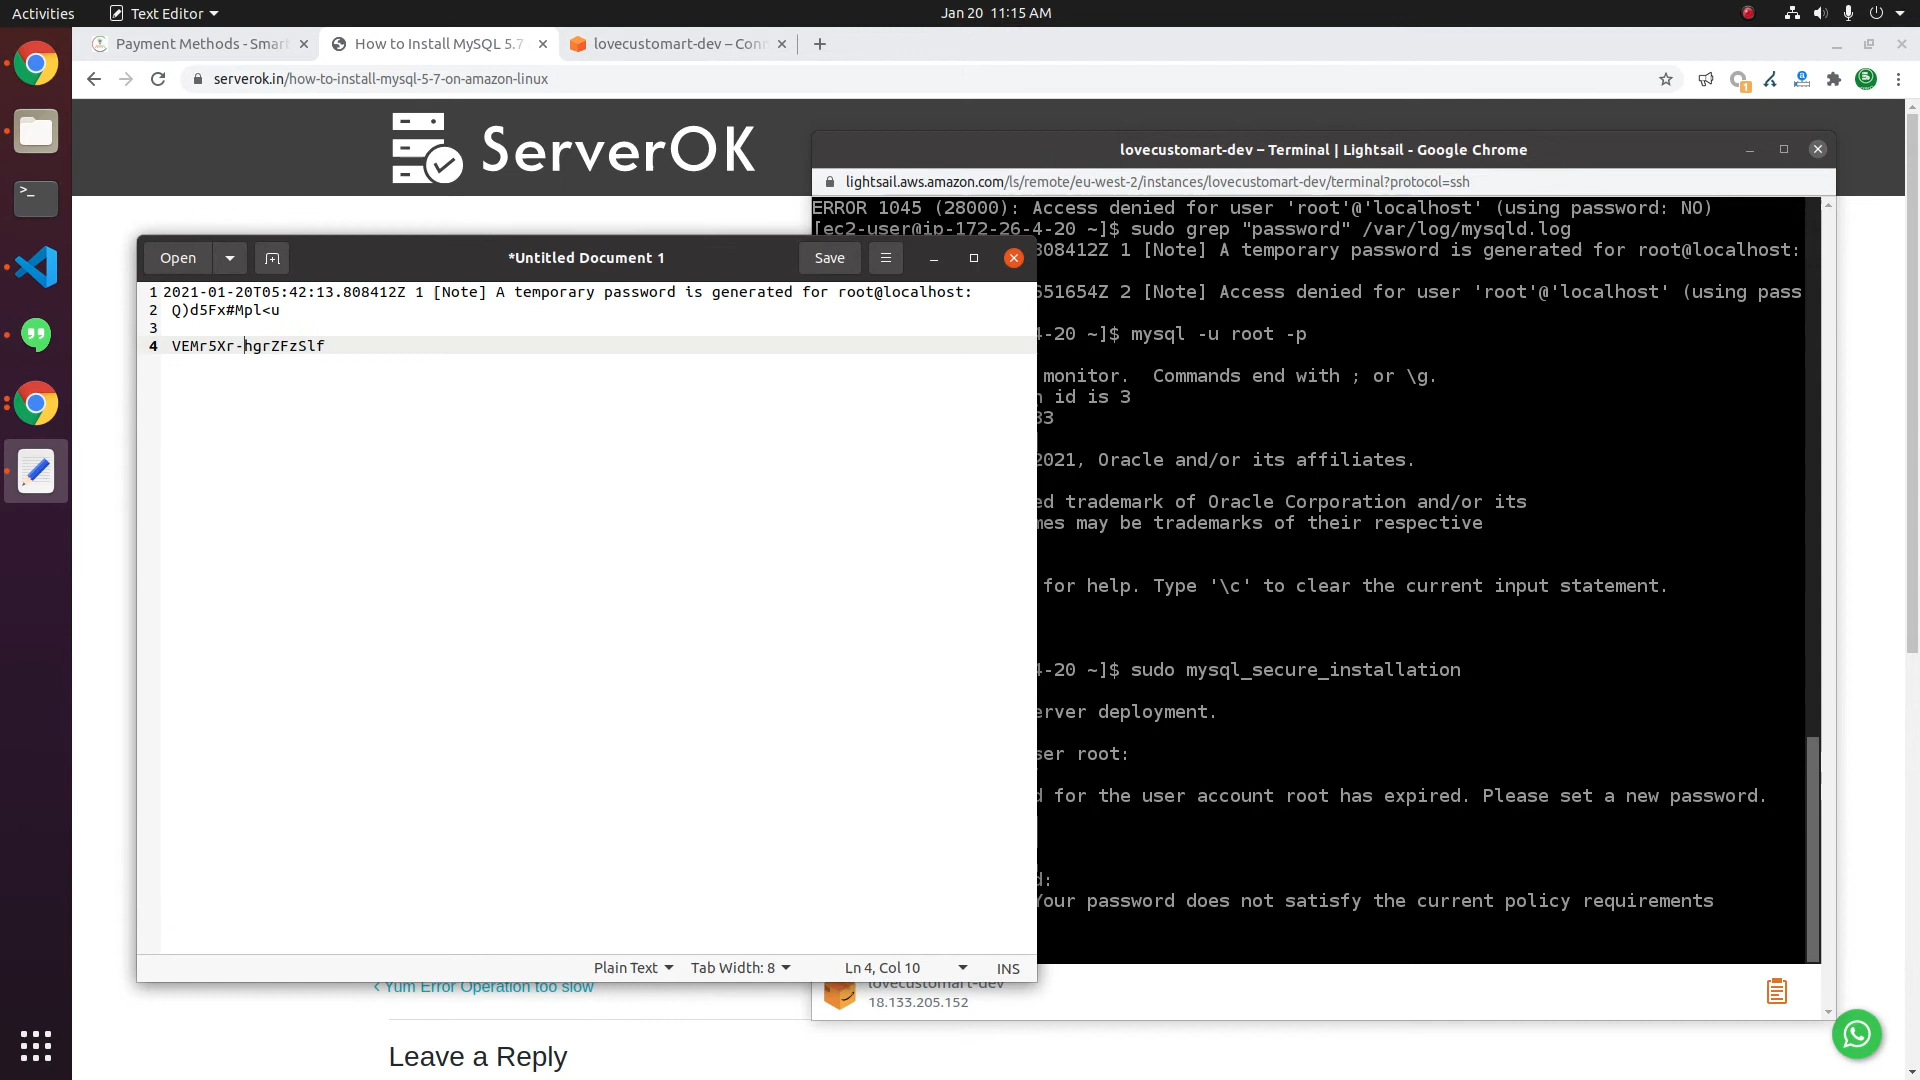 Activities
Text Editor
Jan 20 11:15 AM
Payment Methods - Smart
How to Install MySQL 5.7
lovecustomart-dev – Conn
serverok.in/how-to-install-mysql-5-7-on-amazon-linux
1
ServerOK
lovecustomart-dev – Terminal | Lightsail - Google Chrome
lightsail.aws.amazon.com/ls/remote/eu-west-2/instances/lovecustomart-dev/terminal?protocol=ssh
ERROR 1045 (28000): Access denied for user 'root'@'localhost' (using password: NO)
[ec2-user@ip-172-26-4-20 ~]$ sudo grep "password" /var/log/mysqld.log
808412Z 1 [Note] A temporary password is generated for root@localhost:
651654Z 2 [Note] Access denied for user 'root'@'localhost' (using pass
4-20 ~]$ mysql -u root -p
monitor. Commands end with ; or \g.
n id is 3
33
2021, Oracle and/or its affiliates.
ed trademark of Oracle Corporation and/or its
mes may be trademarks of their respective
for help. Type '\c' to clear the current input statement.
4-20 ~]$ sudo mysql_secure_installation
erver deployment.
ser root:
d for the user account root has expired. Please set a new password.
d:
Your password does not satisfy the current policy requirements
Open
*Untitled Document 1
Save
1 2021-01-20T05:42:13.808412Z 1 [Note] A temporary password is generated for root@localhost:
2 Q)d5Fx#Mpl<u
3
4 VEMr5Xr-hgrZFzSlf
Plain Text
Tab Width: 8
Ln 4, Col 10
INS
lovecustomart-dev
18.133.205.152
‹ Yum Error Operation too slow
Leave a Reply